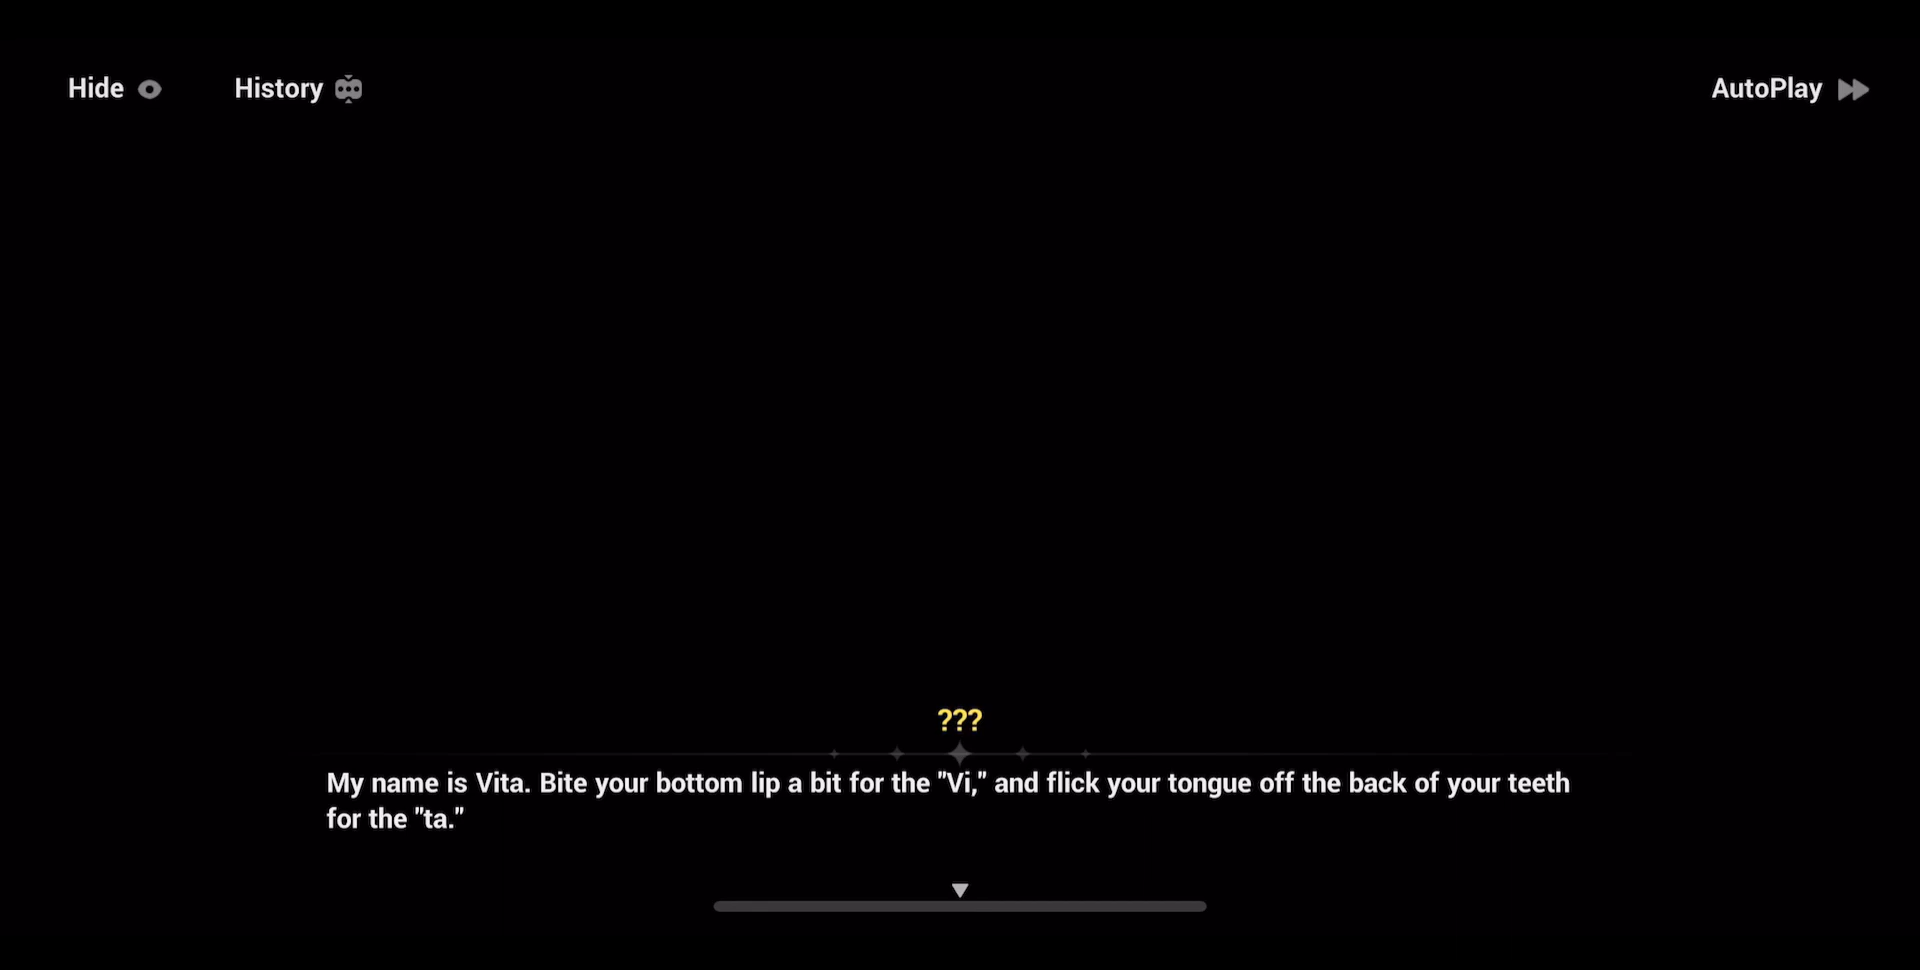 Hide
History
AutoPlay
???
My name is Vita. Bite your bottom lip a bit for the "Vi," and flick your tongue off the back of your teeth
for the "ta."